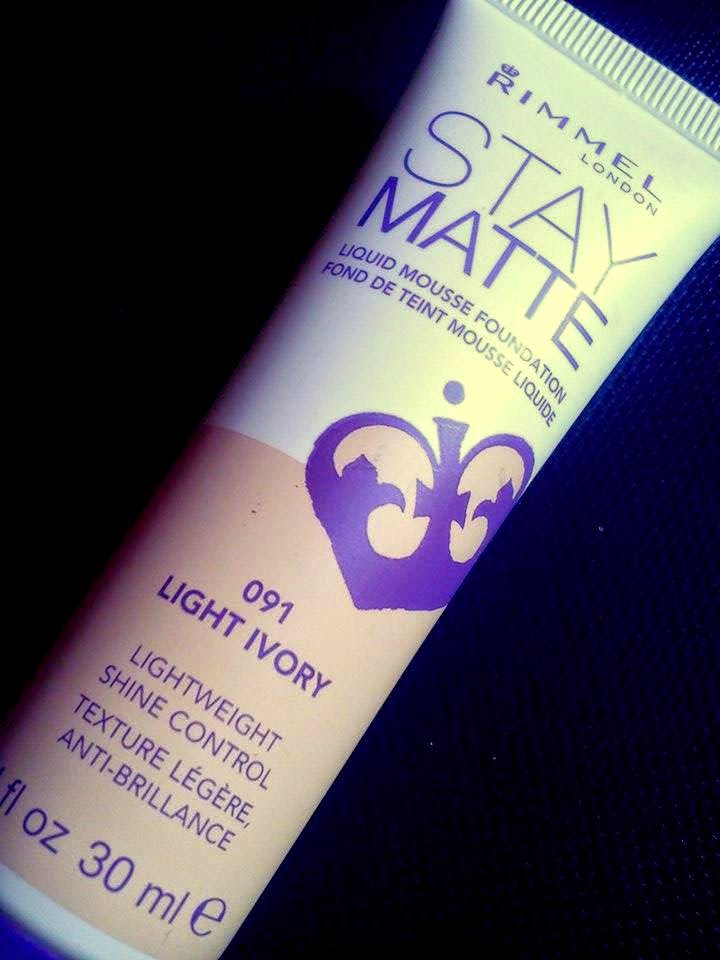 RIMMEL
LONDON
STAY
MATTE
LIQUID MOUSSE FOUNDATION
FOND DE TEINT MOUSSE LIQUIDE
091
LIGHT IVORY
LIGHTWEIGHT
SHINE CONTROL
TEXTURE LÉGÈRE,
ANTI-BRILLANCE
fl oz 30 ml e